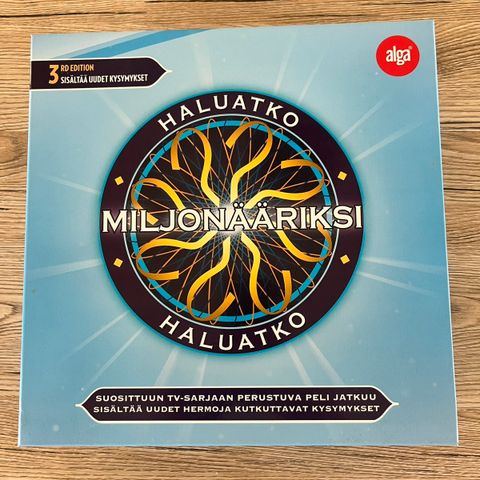 3 RD EDITION
SISÄLTÄÄ UUDET KYSYMYKSET
alga
HALUATKO
MILJONÄÄRIKSI
HALUATKO
SUOSITTUUN TV-SARJAAN PERUSTUVA PELI JATKUU
SISÄLTÄÄ UUDET HERMOJA KUTKUTTAVAT KYSYMYKSET